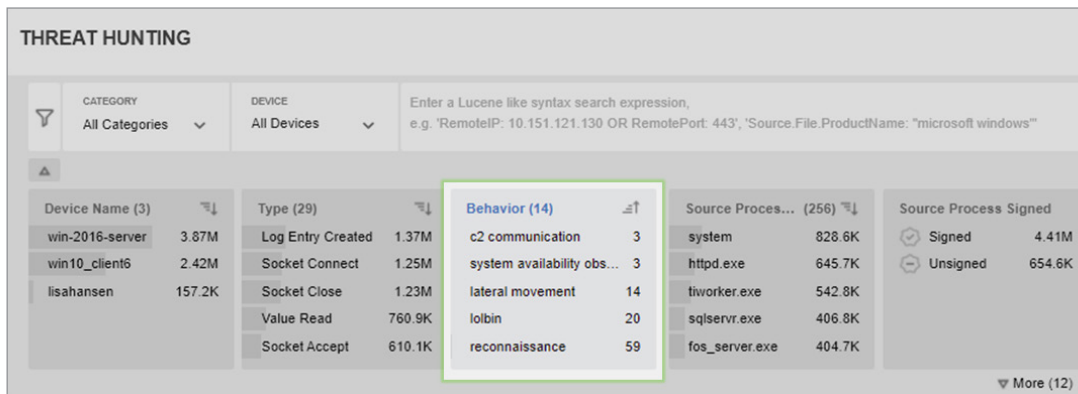 THREAT HUNTING
CATEGORY
All Categories
DEVICE
All Devices
Enter a Lucene like syntax search expression,
e.g. 'RemoteIP: 10.151.121.130 OR RemotePort: 443', 'Source.File.ProductName: "microsoft windows"'
Device Name (3)
win-2016-server 3.87M
win10_client6 2.42M
lisahansen 157.2K
Type (29)
Log Entry Created 1.37M
Socket Connect 1.25M
Socket Close 1.23M
Value Read 760.9K
Socket Accept 610.1K
Behavior (14)
c2 communication 3
system availability obs... 3
lateral movement 14
lolbin 20
reconnaissance 59
Source Proces... (256)
system 828.6K
httpd.exe 645.7K
tiworker.exe 542.8K
sqlservr.exe 406.8K
fos_server.exe 404.7K
Source Process Signed
Signed 4.41M
Unsigned 654.6K
More (12)